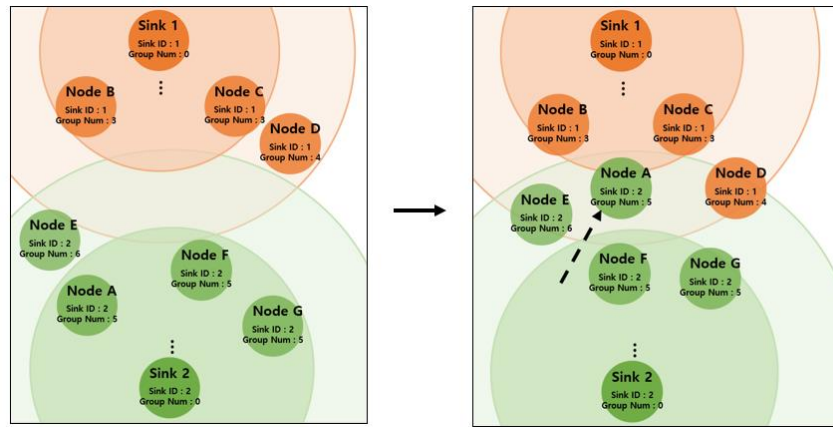 Sink 1
Sink ID : 1
Group Num : 0
⋮
Node B
Sink ID : 1
Group Num : 3
Node C
Sink ID : 1
Group Num : 3
Node D
Sink ID : 1
Group Num : 4
Node E
Sink ID : 2
Group Num : 6
Node F
Sink ID : 2
Group Num : 5
Node A
Sink ID : 2
Group Num : 5
Node G
Sink ID : 2
Group Num : 5
⋮
Sink 2
Sink ID : 2
Group Num : 0
Sink 1
Sink ID : 1
Group Num : 0
⋮
Node B
Sink ID : 1
Group Num : 3
Node C
Sink ID : 1
Group Num : 3
Node A
Sink ID : 2
Group Num : 5
Node D
Sink ID : 1
Group Num : 4
Node E
Sink ID : 2
Group Num : 6
Node F
Sink ID : 2
Group Num : 5
Node G
Sink ID : 2
Group Num : 5
⋮
Sink 2
Sink ID : 2
Group Num : 0